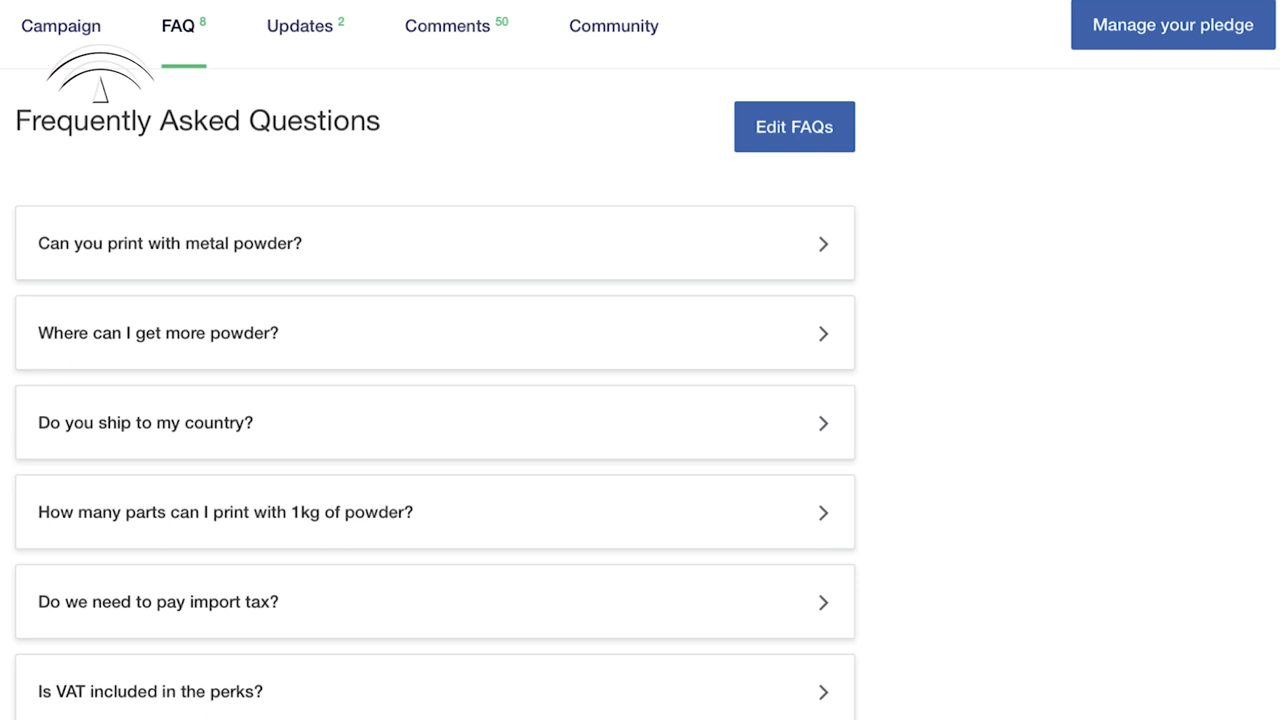 Campaign FAQ 8 Updates 2 Comments 50 Community Manage your pledge
Frequently Asked Questions Edit FAQs
Can you print with metal powder?
Where can I get more powder?
Do you ship to my country?
How many parts can I print with 1kg of powder?
Do we need to pay import tax?
Is VAT included in the perks?